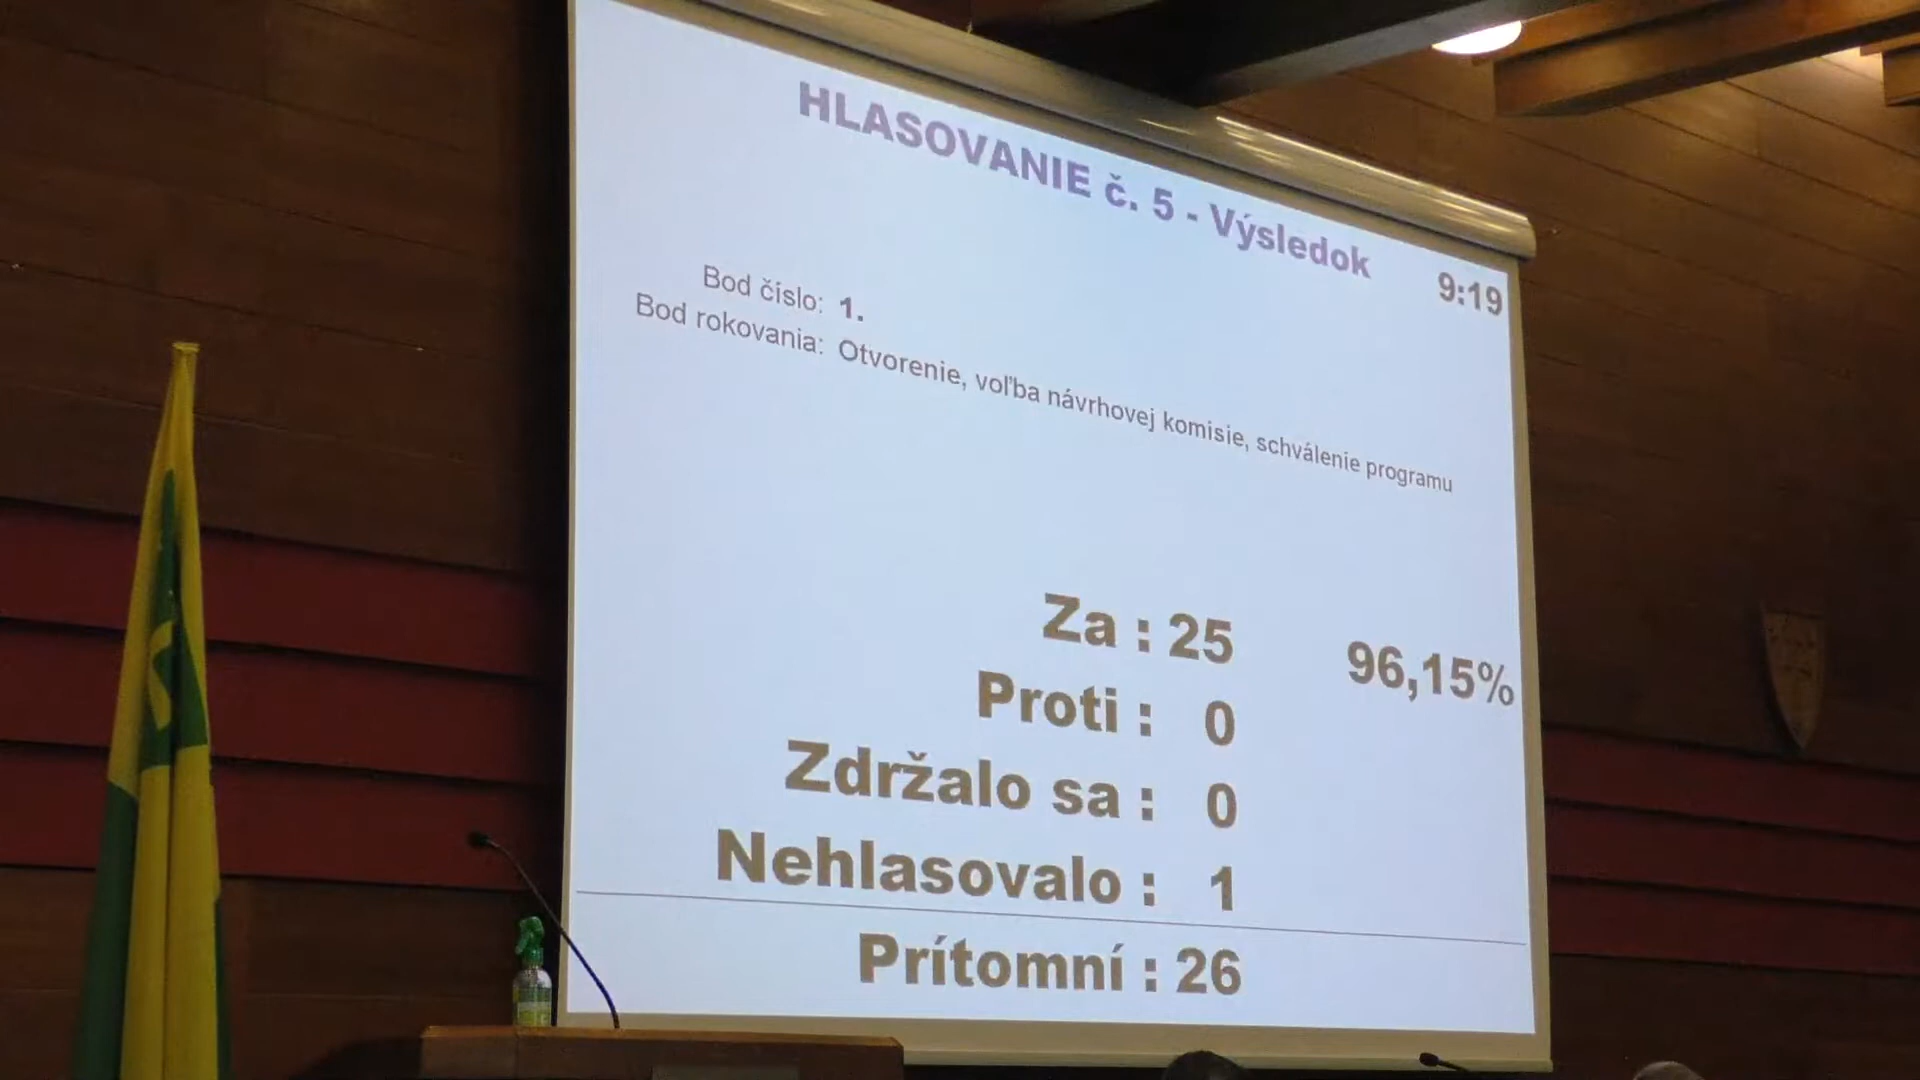 HLASOVANIE č. 5 - Výsledok
9:19
Bod číslo: 1.
Bod rokovania: Otvorenie, voľba návrhovej komisie, schválenie programu
Za : 25 96,15%
Proti : 0
Zdržalo sa : 0
Nehlasovalo : 1
Prítomní : 26